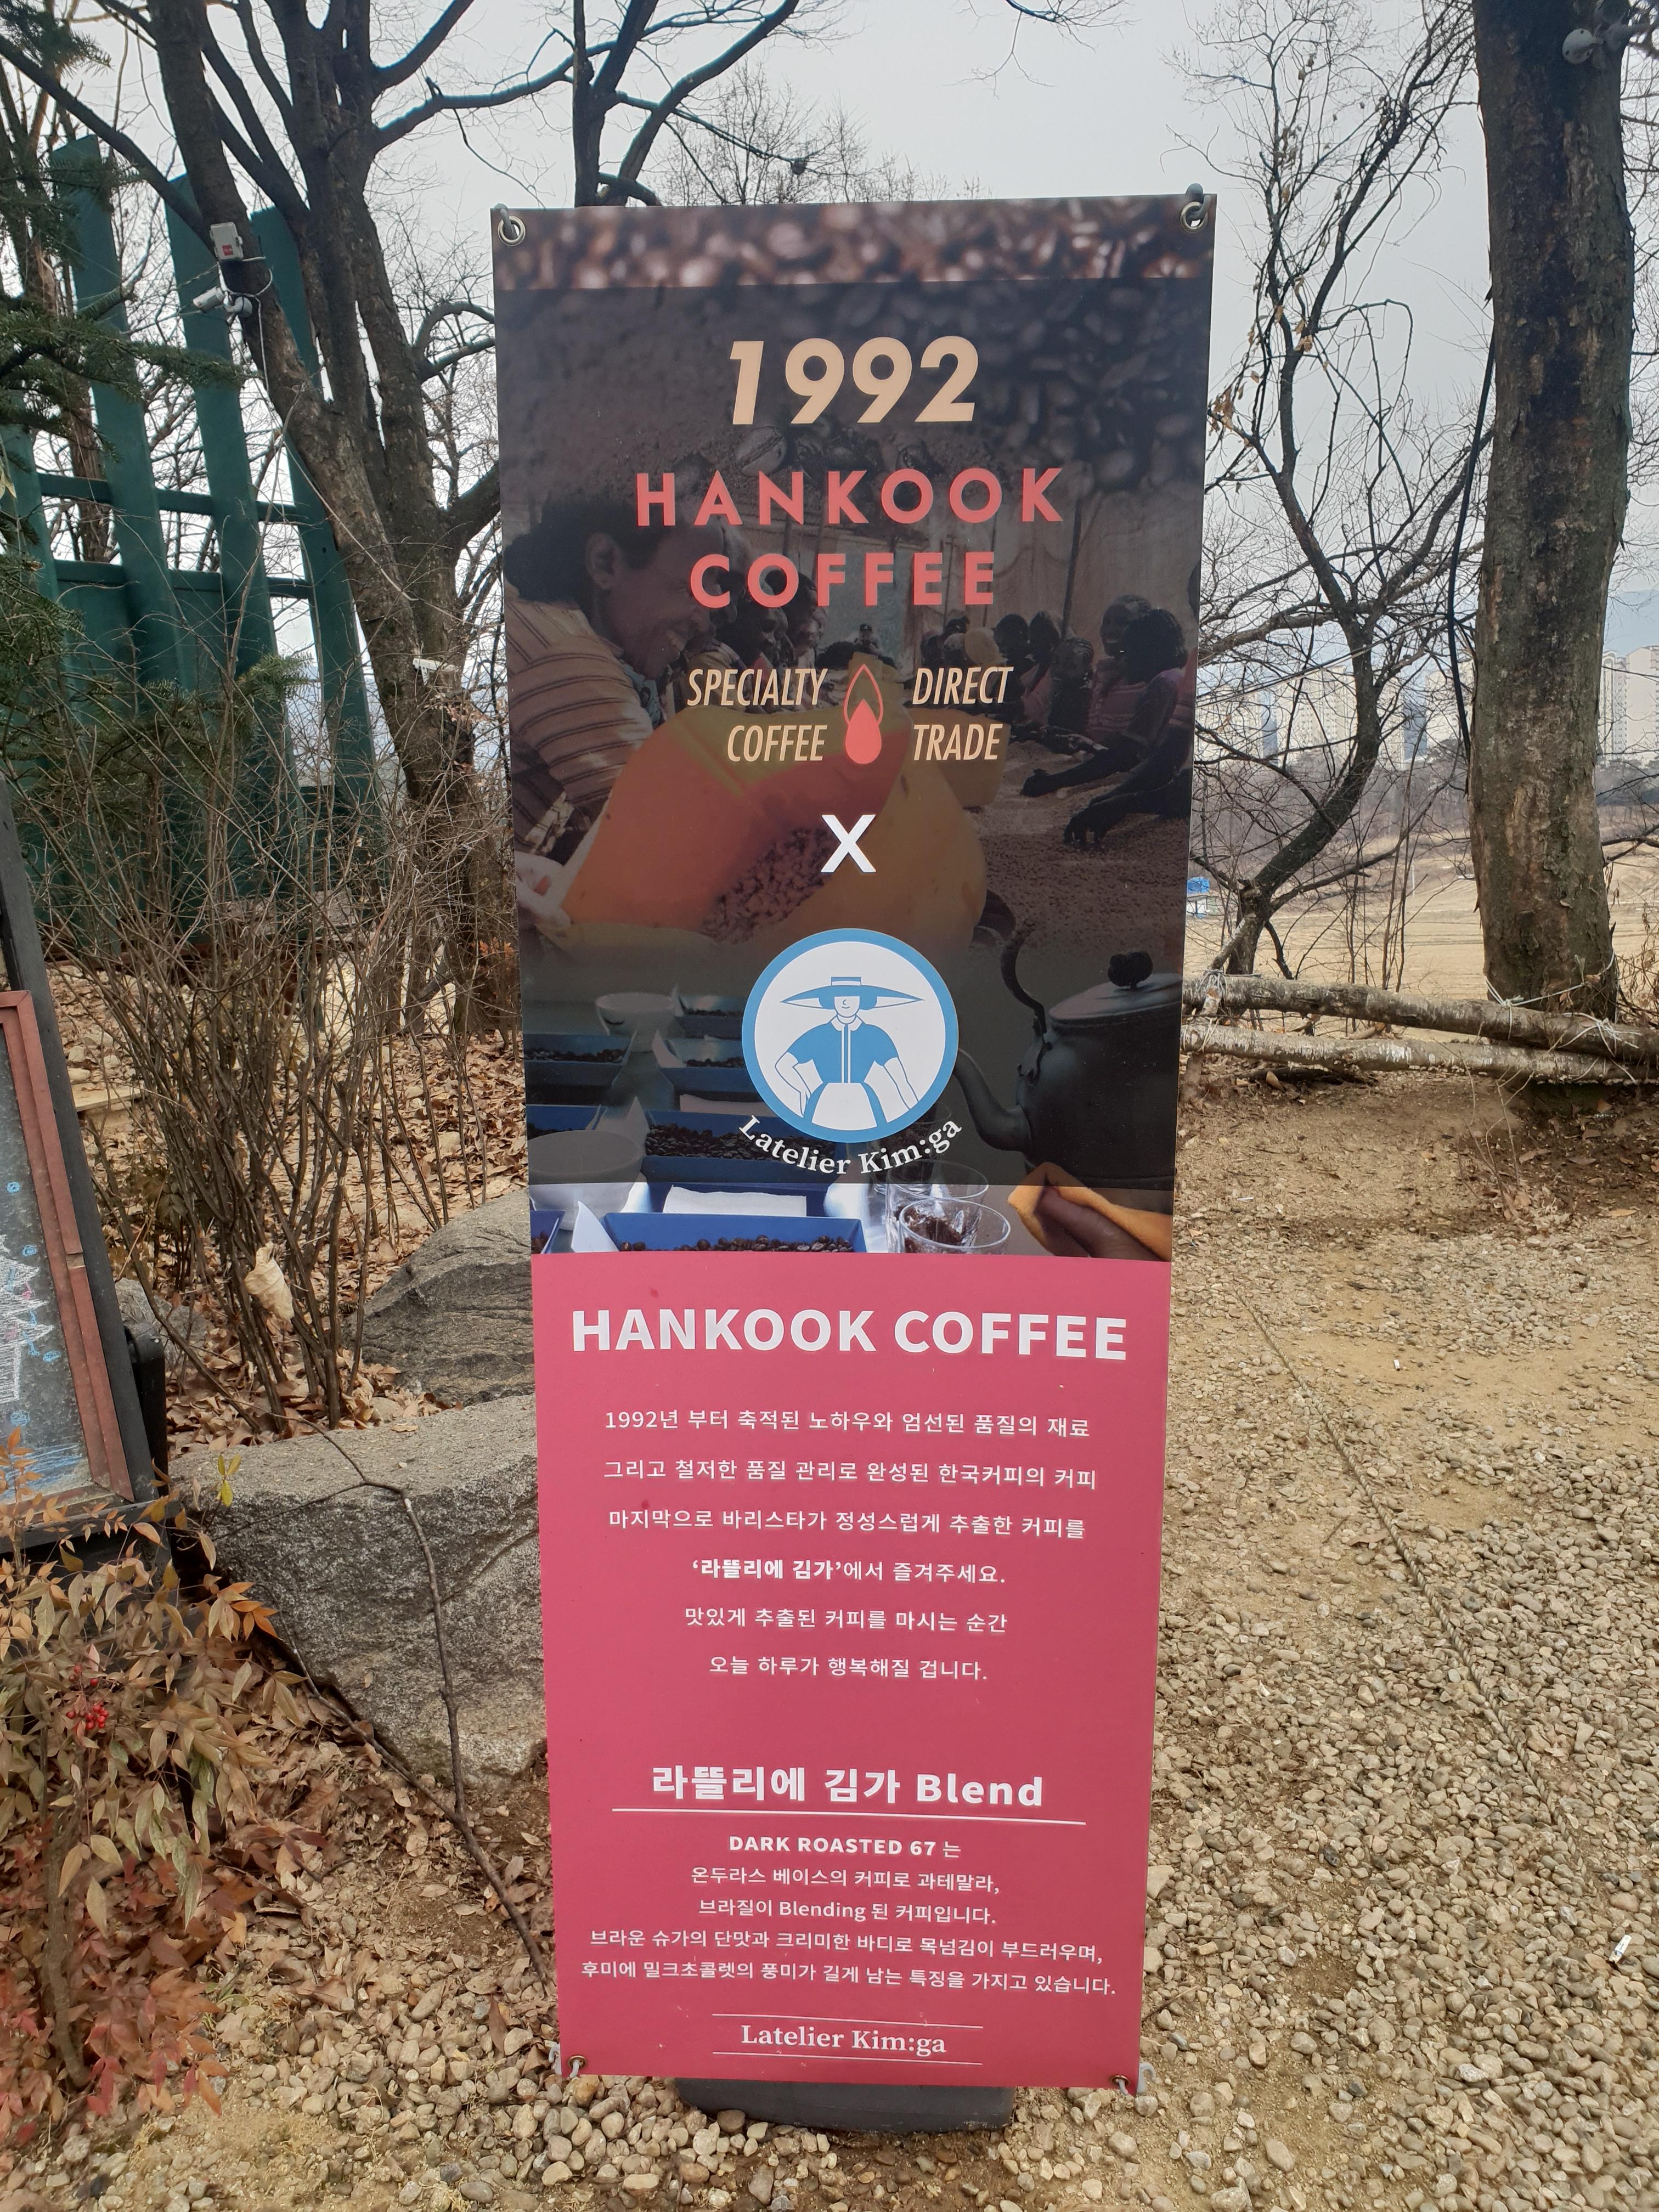 1992
HANKOOK
COFFEE
SPECIALTY DIRECT
COFFEE TRADE
X
Latelier Kim:ga
HANKOOK COFFEE
1992년 부터 축적된 노하우와 엄선된 품질의 재료
그리고 철저한 품질 관리로 완성된 한국커피의 커피
마지막으로 바리스타가 정성스럽게 추출한 커피를
‘라뜰리에 김가’에서 즐겨주세요.
맛있게 추출된 커피를 마시는 순간
오늘 하루가 행복해질 겁니다.
라뜰리에 김가 Blend
DARK ROASTED 67 는
온두라스 베이스의 커피로 과테말라,
브라질이 Blending 된 커피입니다.
브라운 슈가의 단맛과 크리미한 바디로 목넘김이 부드러우며,
후미에 밀크초콜렛의 풍미가 길게 남는 특징을 가지고 있습니다.
Latelier Kim:ga